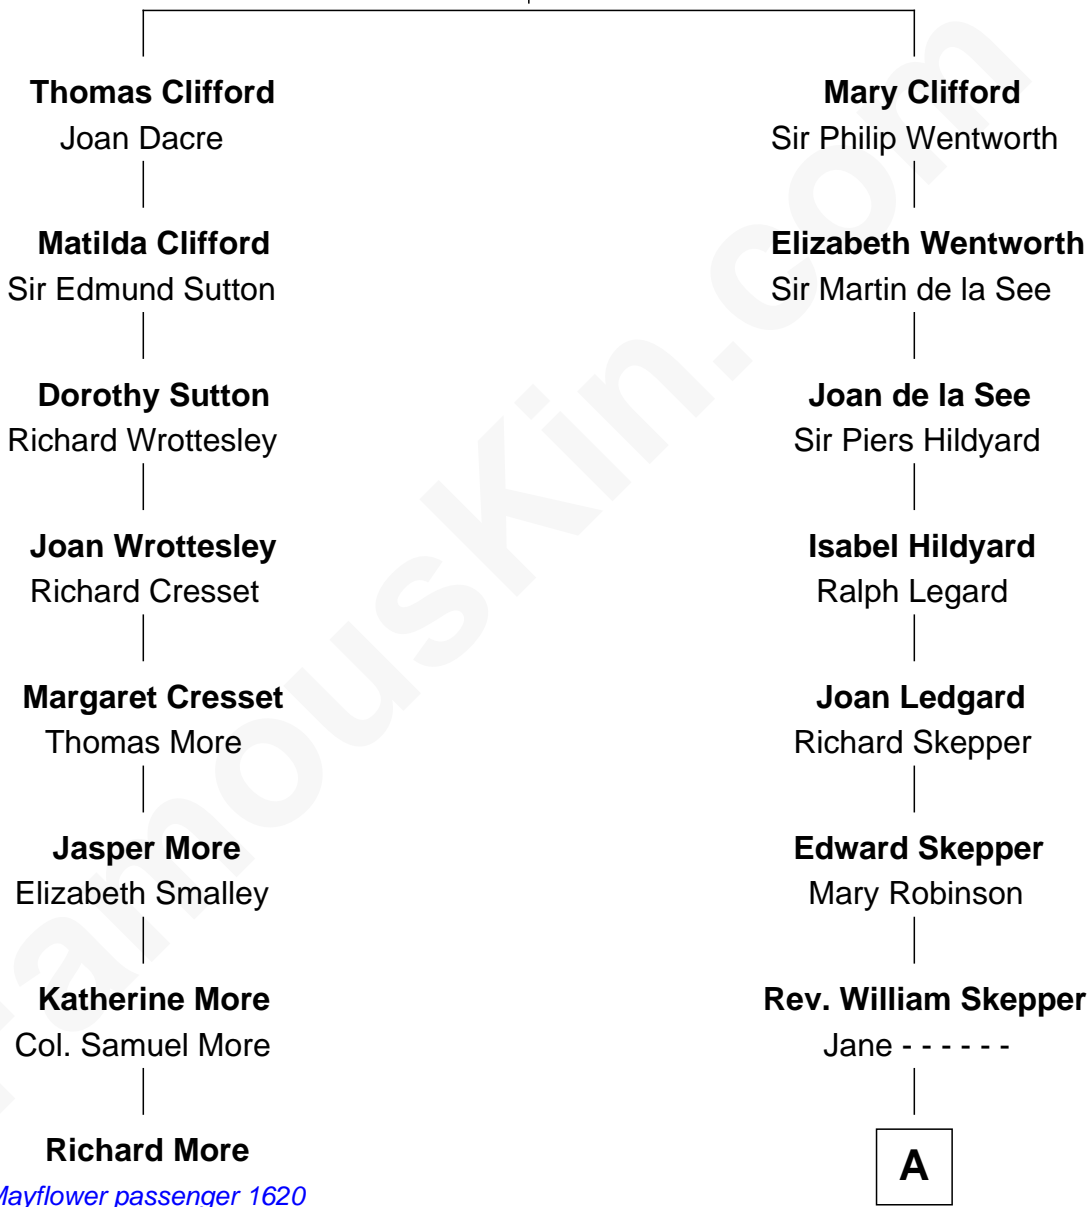 Thomas Clifford
Joan Dacre
Matilda Clifford
Sir Edmund Sutton
Dorothy Sutton
Richard Wrottesley
Joan Wrottesley
Richard Cresset
Margaret Cresset
Thomas More
Jasper More
Elizabeth Smalley
Katherine More
Col. Samuel More
Richard More
Mayflower passenger 1620
Mary Clifford
Sir Philip Wentworth
Elizabeth Wentworth
Sir Martin de la See
Joan de la See
Sir Piers Hildyard
Isabel Hildyard
Ralph Legard
Joan Ledgard
Richard Skepper
Edward Skepper
Mary Robinson
Rev. William Skepper
Jane - - - - - -
A
FamousKin.com